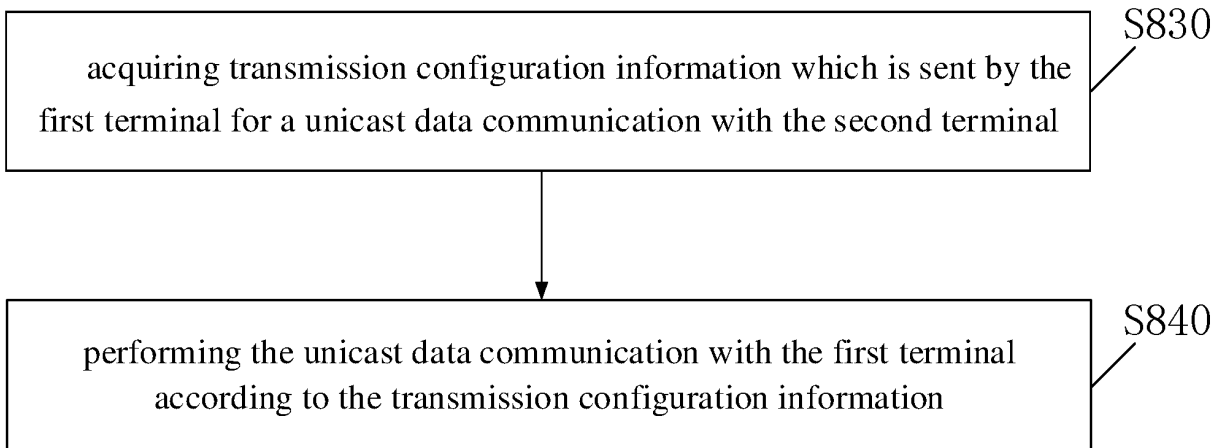 S830
acquiring transmission configuration information which is sent by the
first terminal for a unicast data communication with the second terminal
S840
performing the unicast data communication with the first terminal
according to the transmission configuration information